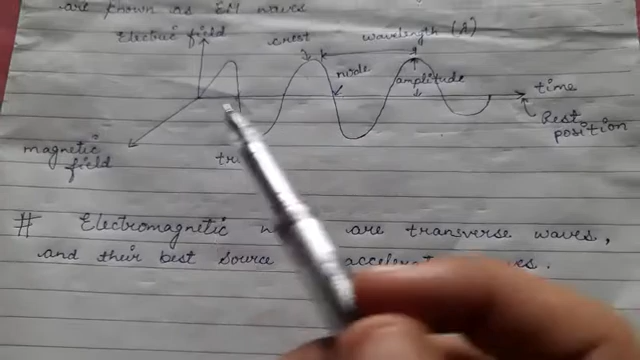 are known as EM waves
Electric field
crest
wavelength (λ)
node
amplitude
time
Rest
position
magnetic
field
# Electromagnetic are transverse waves,
and their best source